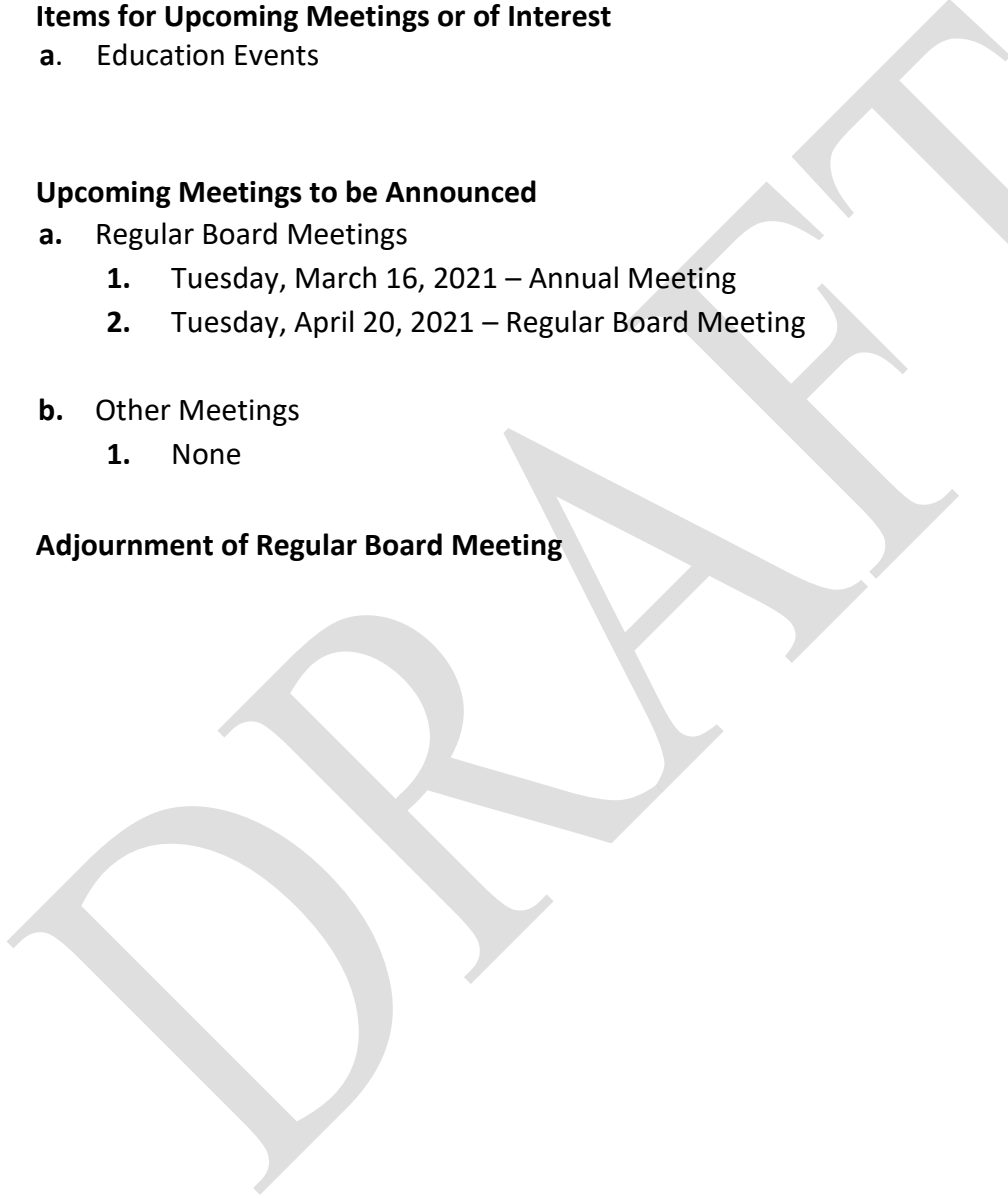 Items for Upcoming Meetings or of Interest
a. Education Events
Upcoming Meetings to be Announced
a. Regular Board Meetings
1. Tuesday, March 16, 2021 – Annual Meeting
2. Tuesday, April 20, 2021 – Regular Board Meeting
b. Other Meetings
1. None
Adjournment of Regular Board Meeting
DRAFT